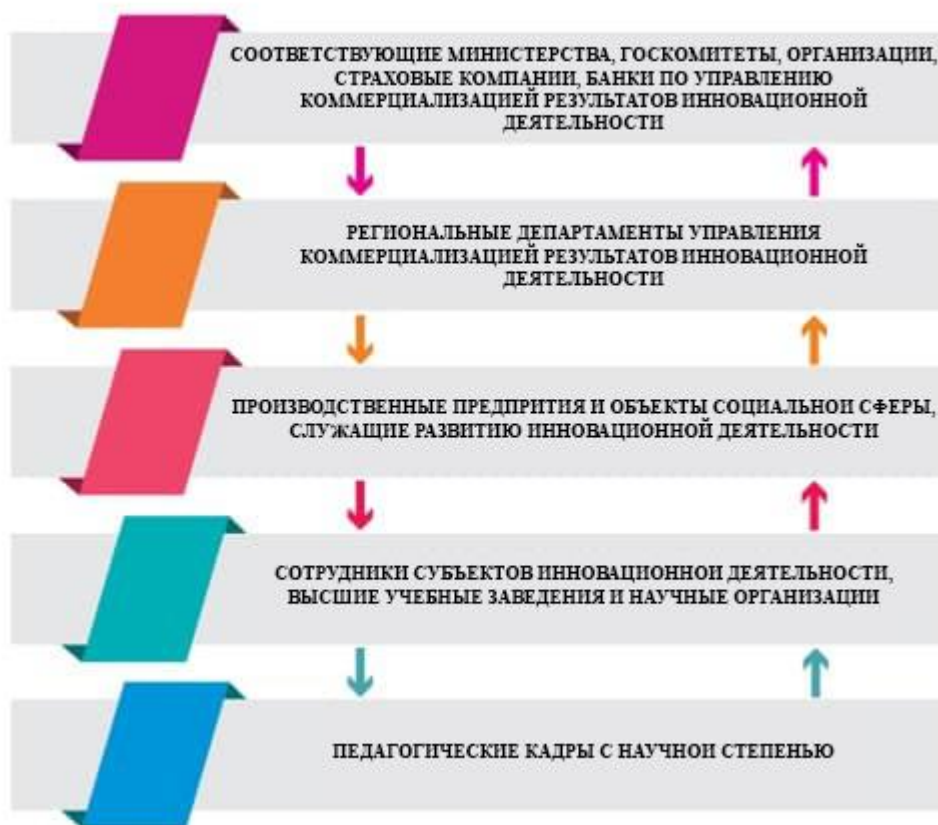 СООТВЕТСТВУЮЩИЕ МИНИСТЕРСТВА, ГОСКОМИТЕТЫ, ОРГАНИЗАЦИИ,
СТРАХОВЫЕ КОМПАНИИ, БАНКИ ПО УПРАВЛЕНИЮ
КОММЕРЦИАЛИЗАЦИЕЙ РЕЗУЛЬТАТОВ ИННОВАЦИОННОЙ
ДЕЯТЕЛЬНОСТИ
РЕГИОНАЛЬНЫЕ ДЕПАРТАМЕНТЫ УПРАВЛЕНИЯ
КОММЕРЦИАЛИЗАЦИЕЙ РЕЗУЛЬТАТОВ ИННОВАЦИОННОЙ
ДЕЯТЕЛЬНОСТИ
ПРОИЗВОДСТВЕННЫЕ ПРЕДПРИТИЯ И ОБЪЕКТЫ СОЦИАЛЬНОЙ СФЕРЫ,
СЛУЖАЩИЕ РАЗВИТИЮ ИННОВАЦИОННОЙ ДЕЯТЕЛЬНОСТИ
СОТРУДНИКИ СУБЪЕКТОВ ИННОВАЦИОННОЙ ДЕЯТЕЛЬНОСТИ,
ВЫСШИЕ УЧЕБНЫЕ ЗАВЕДЕНИЯ И НАУЧНЫЕ ОРГАНИЗАЦИИ
ПЕДАГОГИЧЕСКИЕ КАДРЫ С НАУЧНОЙ СТЕПЕНЬЮ